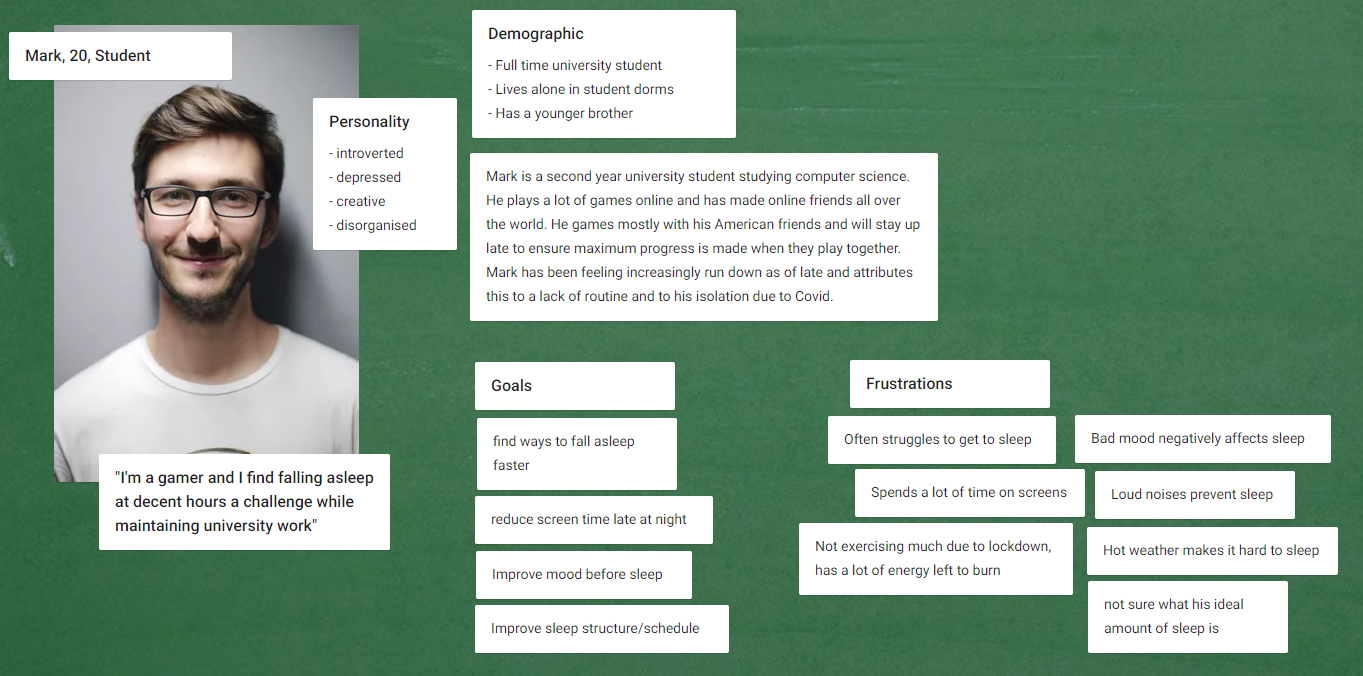 Mark, 20, Student
Personality
- introverted
- depressed
- creative
- disorganised
"I'm a gamer and I find falling asleep
at decent hours a challenge while
maintaining university work"
Demographic
- Full time university student
- Lives alone in student dorms
- Has a younger brother
Mark is a second year university student studying computer science.
He plays a lot of games online and has made online friends all over
the world. He games mostly with his American friends and will stay up
late to ensure maximum progress is made when they play together.
Mark has been feeling increasingly run down as of late and attributes
this to a lack of routine and to his isolation due to Covid.
Goals
find ways to fall asleep
faster
reduce screen time late at night
Improve mood before sleep
Improve sleep structure/schedule
Frustrations
Often struggles to get to sleep
Spends a lot of time on screens
Not exercising much due to lockdown,
has a lot of energy left to burn
Bad mood negatively affects sleep
Loud noises prevent sleep
Hot weather makes it hard to sleep
not sure what his ideal
amount of sleep is